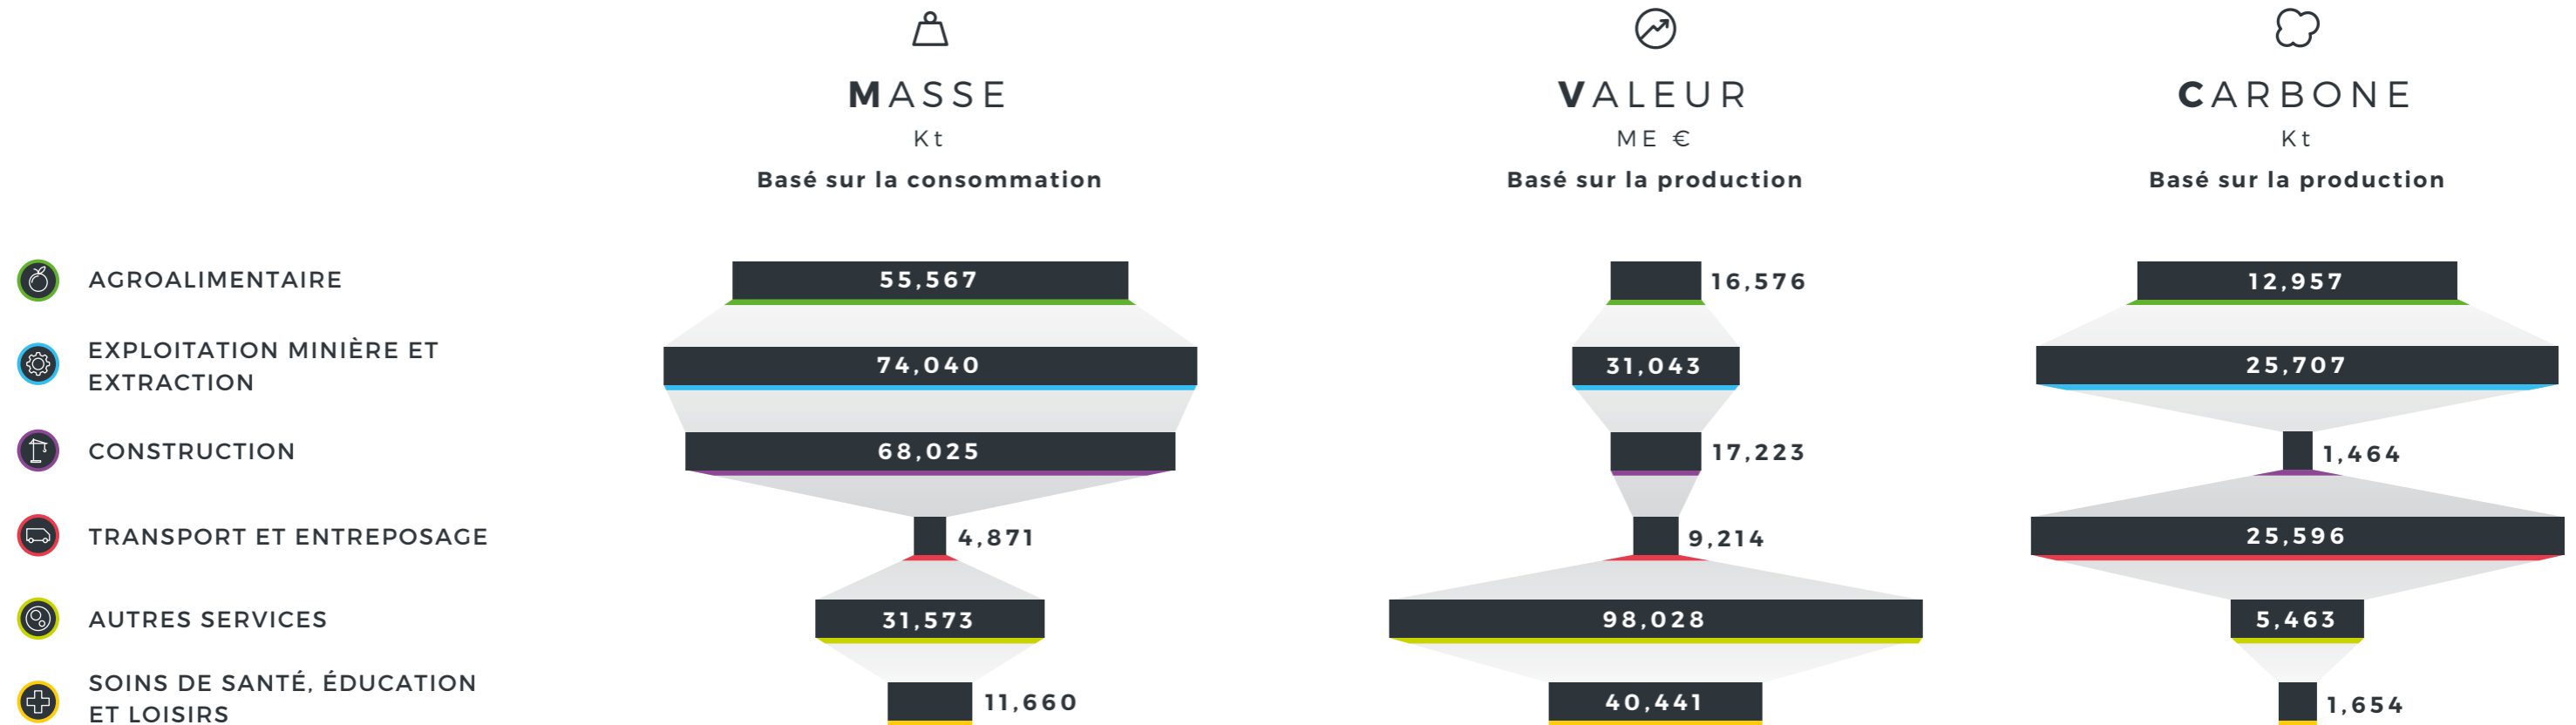 MASSE
Kt
Basé sur la consommation
VALEUR
ME €
Basé sur la production
CARBONE
Kt
Basé sur la production
AGROALIMENTAIRE
55,567
16,576
12,957
EXPLOITATION MINIÈRE ET
EXTRACTION
74,040
31,043
25,707
CONSTRUCTION
68,025
17,223
1,464
TRANSPORT ET ENTREPOSAGE
4,871
9,214
25,596
AUTRES SERVICES
31,573
98,028
5,463
SOINS DE SANTÉ, ÉDUCATION
ET LOISIRS
11,660
40,441
1,654